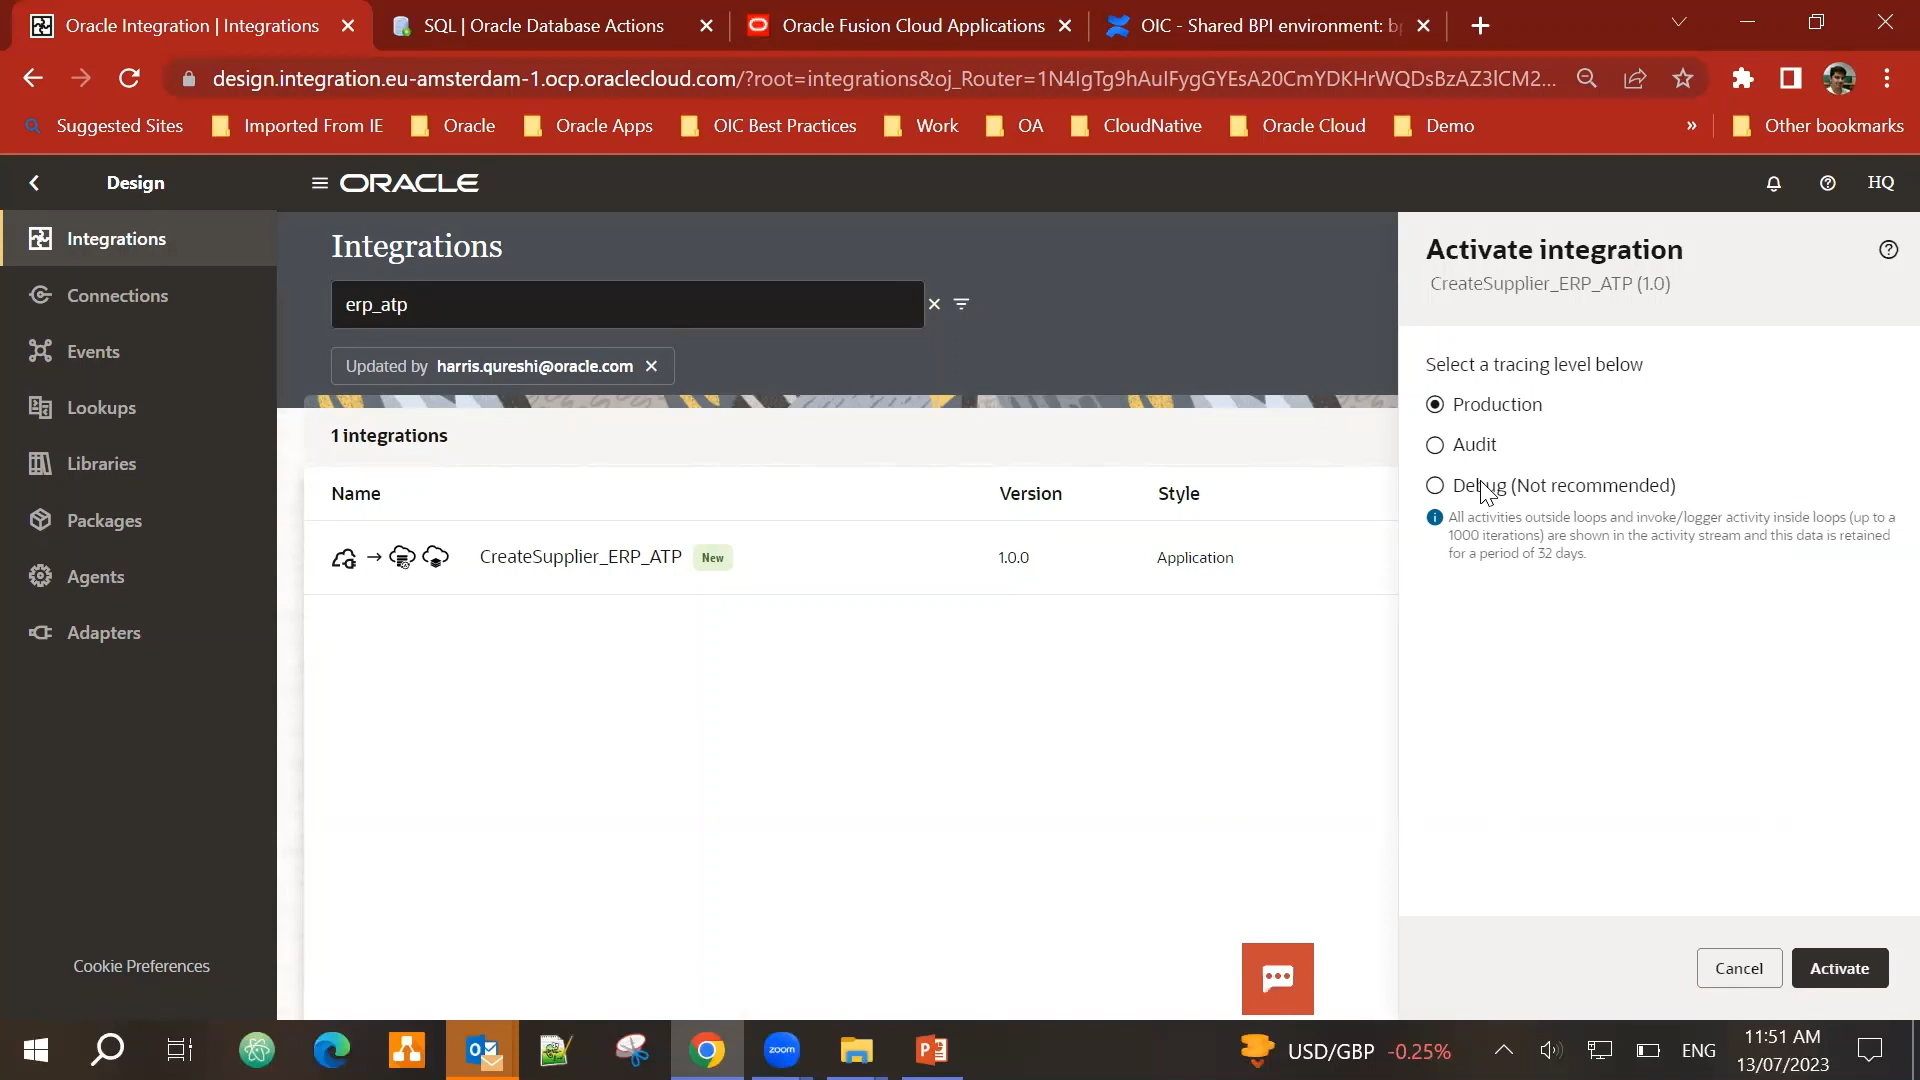 Oracle Integration | Integrations
SQL | Oracle Database Actions
Oracle Fusion Cloud Applications
OIC - Shared BPI environment: bp
design.integration.eu-amsterdam-1.ocp.oraclecloud.com/?root=integrations&oj_Router=1N4IgTg9hAuIFygGYEsA20CmYDKHrWQDsBzAZ3lCM2...
Suggested Sites
Imported From IE
Oracle
Oracle Apps
OIC Best Practices
Work
OA
CloudNative
Oracle Cloud
Demo
»
Other bookmarks
Design
ORACLE
HQ
Integrations
Connections
Events
Lookups
Libraries
Packages
Agents
Adapters
Cookie Preferences
Integrations
erp_atp
Updated by harris.qureshi@oracle.com
1 integrations
Name Version Style
CreateSupplier_ERP_ATP New 1.0.0 Application
Activate integration
CreateSupplier_ERP_ATP (1.0)
Select a tracing level below
Production
Audit
Debug (Not recommended)
All activities outside loops and invoke/logger activity inside loops (up to a
1000 iterations) are shown in the activity stream and this data is retained
for a period of 32 days.
Cancel
Activate
zoom
USD/GBP -0.25%
ENG
11:51 AM
13/07/2023